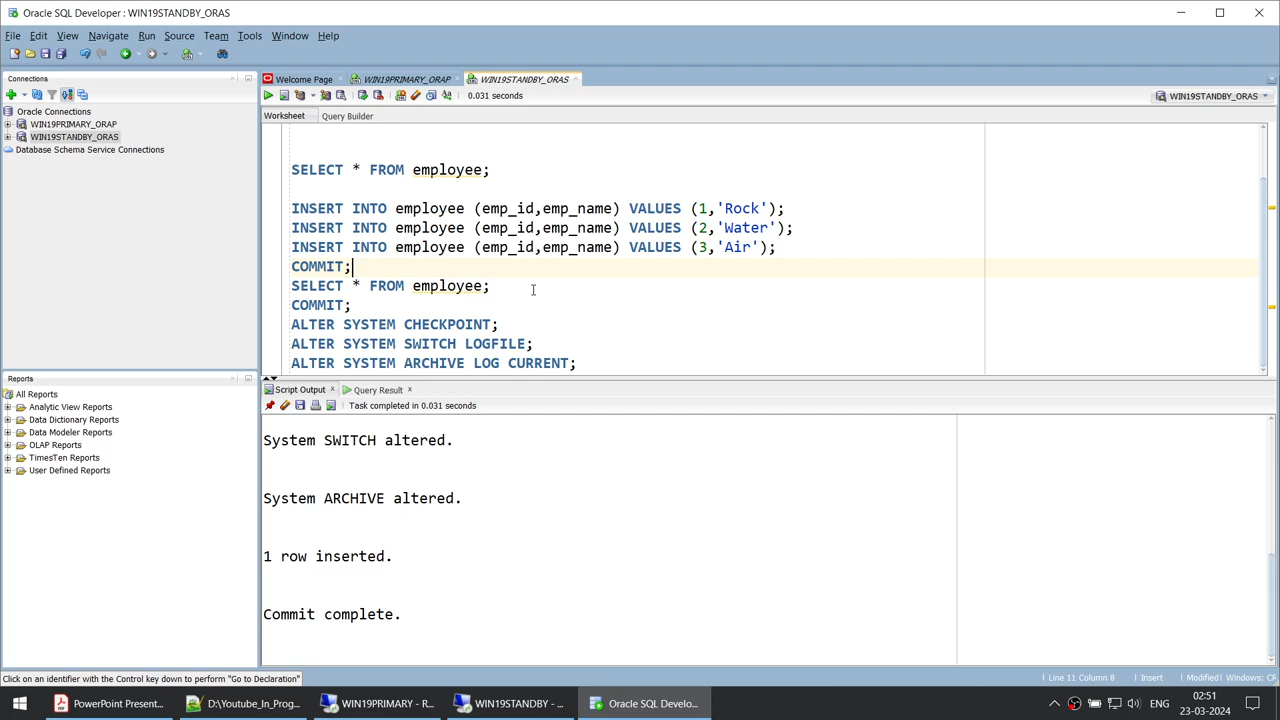 Oracle SQL Developer : WIN19STANDBY_ORAS
File Edit View Navigate Run Source Team Tools Window Help
Connections
Oracle Connections
WIN19PRIMARY_ORAP
WIN19STANDBY_ORAS
Database Schema Service Connections
Reports
All Reports
Analytic View Reports
Data Dictionary Reports
Data Modeler Reports
OLAP Reports
TimesTen Reports
User Defined Reports
Welcome Page WIN19PRIMARY_ORAP WIN19STANDBY_ORAS
0.031 seconds
WIN19STANDBY_ORAS
Worksheet Query Builder
SELECT * FROM employee;
INSERT INTO employee (emp_id,emp_name) VALUES (1,'Rock');
INSERT INTO employee (emp_id,emp_name) VALUES (2,'Water');
INSERT INTO employee (emp_id,emp_name) VALUES (3,'Air');
COMMIT;
SELECT * FROM employee;
COMMIT;
ALTER SYSTEM CHECKPOINT;
ALTER SYSTEM SWITCH LOGFILE;
ALTER SYSTEM ARCHIVE LOG CURRENT;
Script Output Query Result
Task completed in 0.031 seconds
System SWITCH altered.
System ARCHIVE altered.
1 row inserted.
Commit complete.
Click on an identifier with the Control key down to perform "Go to Declaration"
Line 11 Column 8 Insert Modified Windows: CR
PowerPoint Present... D:\Youtube_In_Prog... WIN19PRIMARY - R... WIN19STANDBY - ... Oracle SQL Develo...
ENG
02:51
23-03-2024